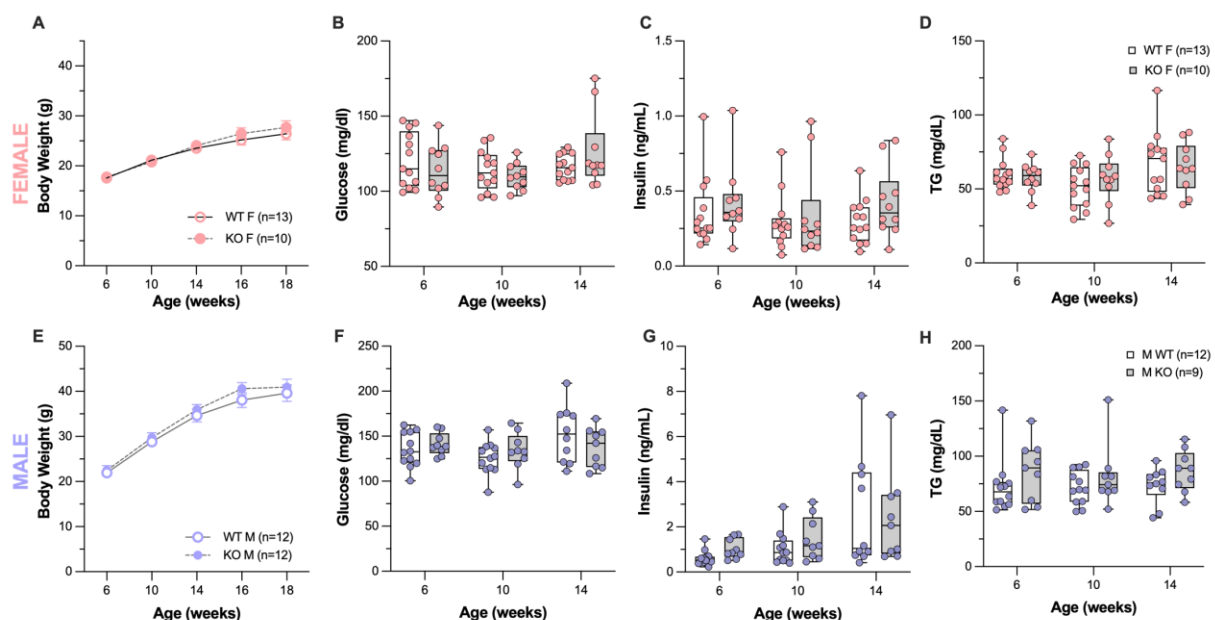 FEMALE
A
Body Weight (g)
50
40
30
20
10
0
WT F (n=13)
KO F (n=10)
6 10 14 16 18
Age (weeks)
B
Glucose (mg/dl)
200
150
100
50
6 10 14
Age (weeks)
C
Insulin (ng/mL)
1.5
1.0
0.5
0.0
6 10 14
Age (weeks)
D
TG (mg/dL)
150
100
50
0
WT F (n=13)
KO F (n=10)
6 10 14
Age (weeks)
MALE
E
Body Weight (g)
50
40
30
20
10
0
WT M (n=12)
KO M (n=12)
6 10 14 16 18
Age (weeks)
F
Glucose (mg/dl)
250
200
150
100
50
0
6 10 14
Age (weeks)
G
Insulin (ng/mL)
10
8
6
4
2
0
6 10 14
Age (weeks)
H
TG (mg/dL)
200
150
100
50
0
M WT (n=12)
M KO (n=9)
6 10 14
Age (weeks)